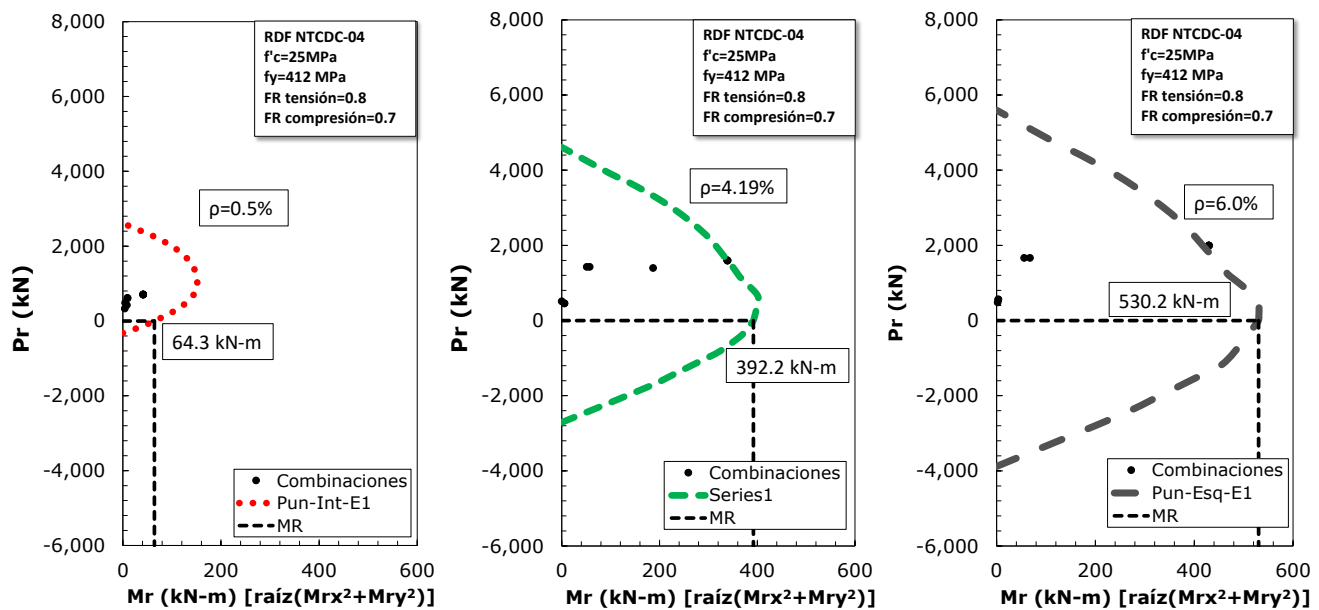 8,000
6,000
4,000
2,000
0
-2,000
-4,000
-6,000
Pr (kN)
RDF NTCDC-04
f'c=25MPa
fy=412 MPa
FR tensión=0.8
FR compresión=0.7
ρ=0.5%
64.3 kN-m
Combinaciones
Pun-Int-E1
MR
0 200 400 600
Mr (kN-m) [raíz(Mrx²+Mry²]
8,000
6,000
4,000
2,000
0
-2,000
-4,000
-6,000
Pr (kN)
RDF NTCDC-04
f'c=25MPa
fy=412 MPa
FR tensión=0.8
FR compresión=0.7
ρ=4.19%
392.2 kN-m
Combinaciones
Series1
MR
0 200 400 600
Mr (kN-m) [raíz(Mrx²+Mry²]
8,000
6,000
4,000
2,000
0
-2,000
-4,000
-6,000
Pr (kN)
RDF NTCDC-04
f'c=25MPa
fy=412 MPa
FR tensión=0.8
FR compresión=0.7
ρ=6.0%
530.2 kN-m
Combinaciones
Pun-Esq-E1
MR
0 200 400 600
Mr (kN-m) [raíz(Mrx²+Mry²]